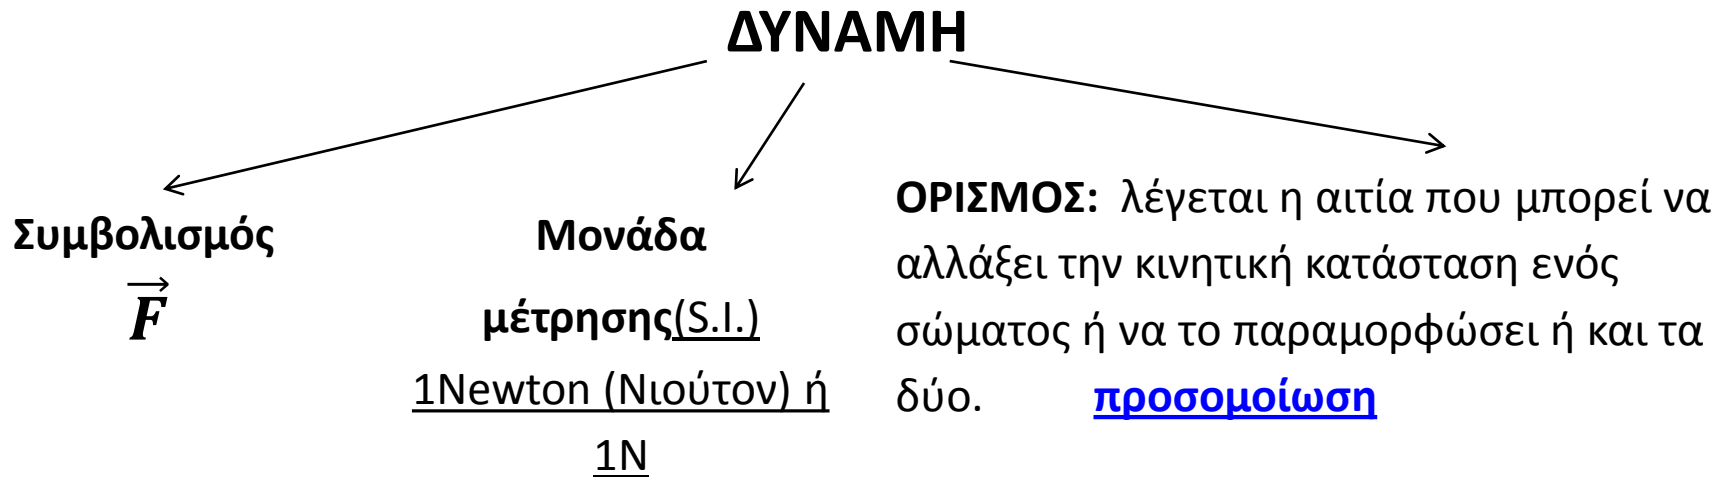 ΔΥΝΑΜΗ
Συμβολισμός
F⃗
Μονάδα
μέτρησης(S.I.)
1Newton (Νιούτον) ή
1N
ΟΡΙΣΜΟΣ: λέγεται η αιτία που μπορεί να
αλλάξει την κινητική κατάσταση ενός
σώματος ή να το παραμορφώσει ή και τα
δύο. προσομοίωση